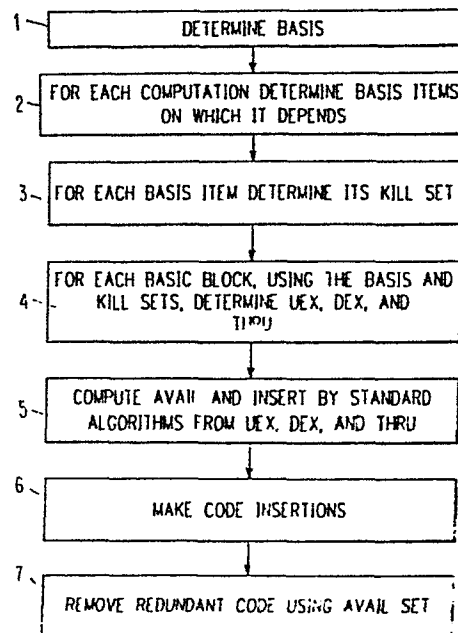 1
DETERMINE BASIS
2
FOR EACH COMPUTATION DETERMINE BASIS ITEMS
ON WHICH IT DEPENDS
3
FOR EACH BASIS ITEM DETERMINE ITS KILL SET
4
FOR EACH BASIC BLOCK, USING THE BASIS AND
KILL SETS, DETERMINE UEX, DEX, AND
THRU
5
COMPUTE AVAIL AND INSERT BY STANDARD
ALGORITHMS FROM UEX, DEX, AND THRU
6
MAKE CODE INSERTIONS
7
REMOVE REDUNDANT CODE USING AVAIL SET